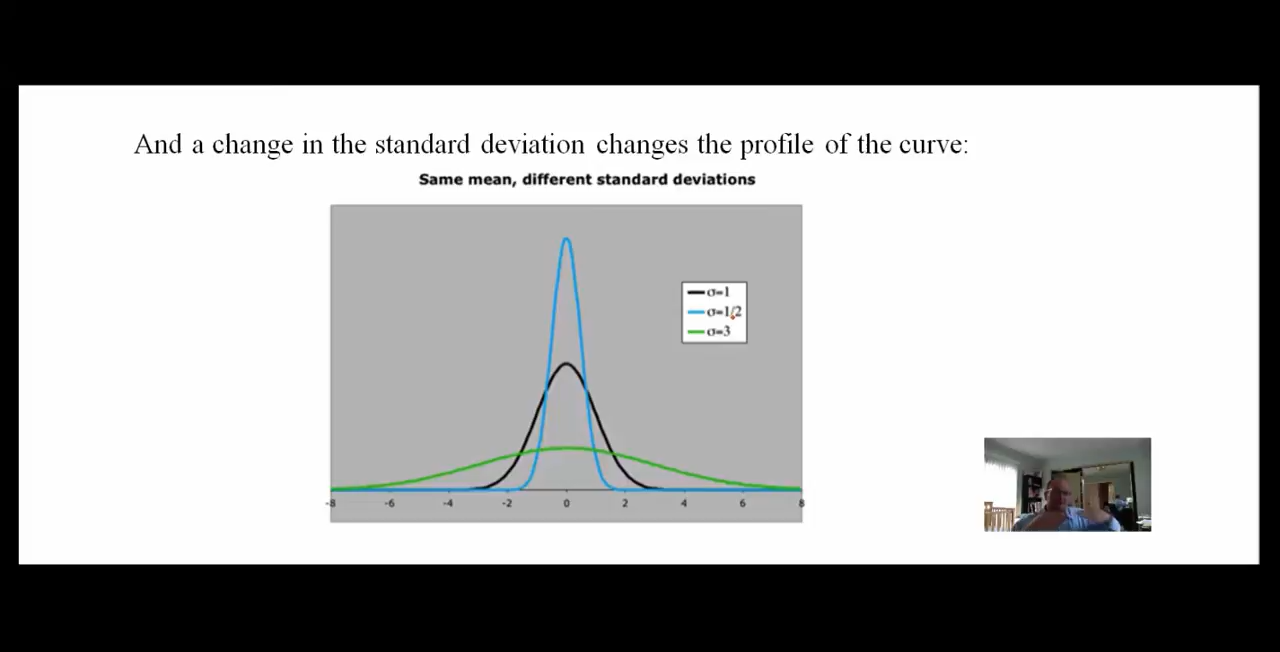 And a change in the standard deviation changes the profile of the curve:
Same mean, different standard deviations
σ=1
σ=1/2
σ=3
-8 -6 -4 -2 0 2 4 6 8